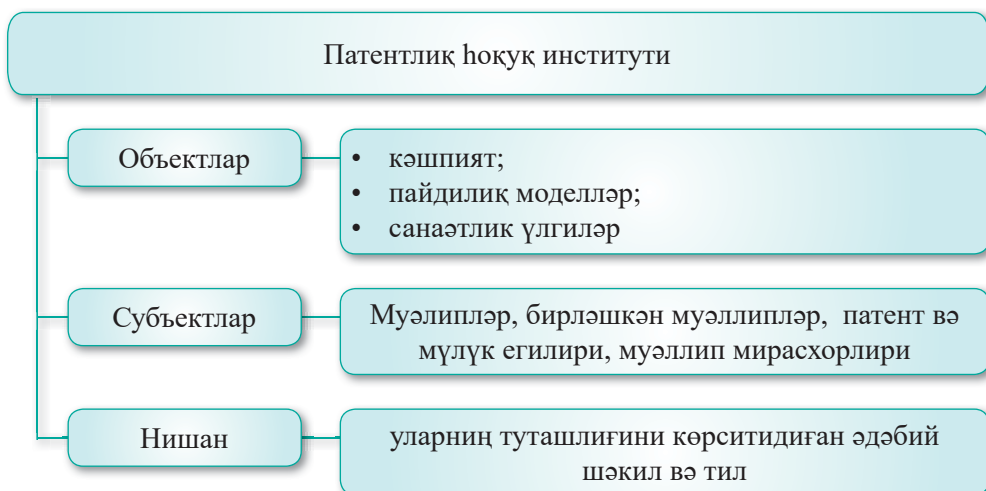 Патентлиқ һоқуқ институти
Объектлар
• кәшпият;
• пайдилиқ моделләр;
• санаәтлик үлгиләр
Субъектлар
Муәлипләр, бирләшкән муәллипләр, патент вә
мүлүк егилири, муәллип мирасхорлири
Нишан
уларниң туташлиғини көрситидиған әдәбий
шәкил вә тил